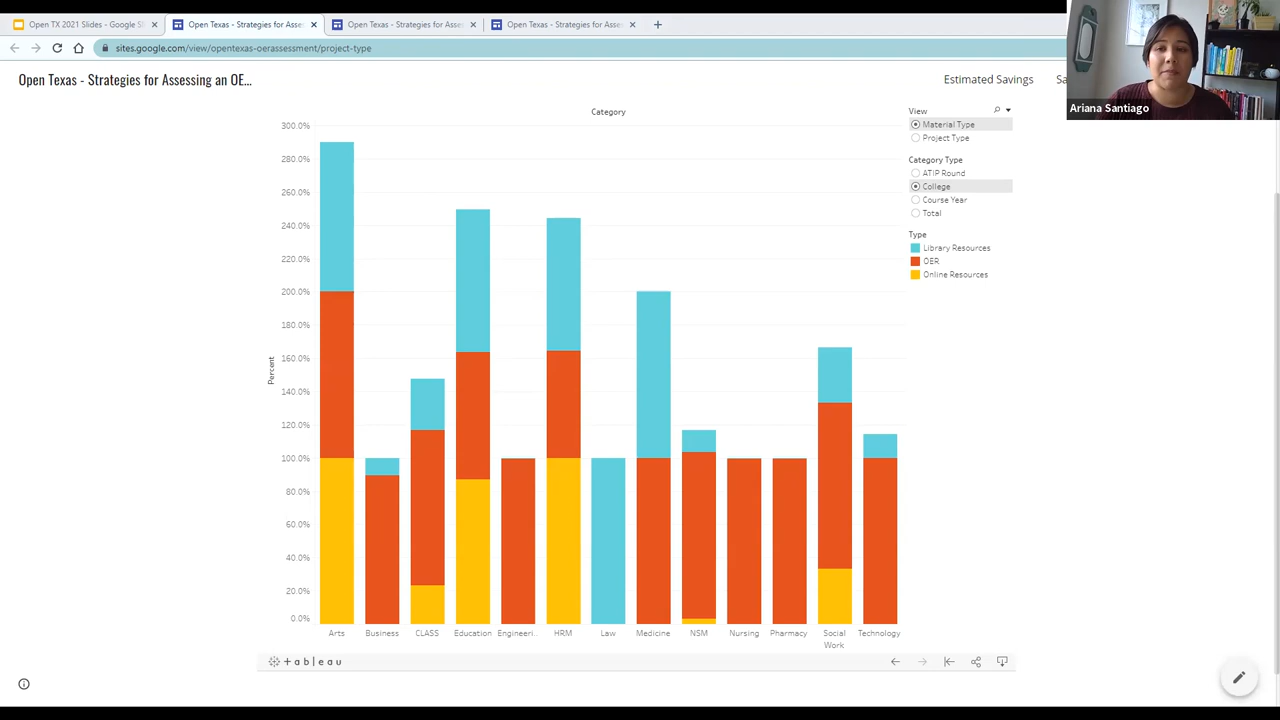 Open TX 2021 Slides - Google Sl
Open Texas - Strategies for Asses
Open Texas - Strategies for Assess
Open Texas - Strategies for Assess
sites.google.com/view/opentexas-oerassessment/project-type
Ariana Santiago
Open Texas - Strategies for Assessing an OE...
Estimated Savings
Sa
Category
View
Material Type
Project Type
Category Type
ATIP Round
College
Course Year
Total
Type
Library Resources
OER
Online Resources
Percent
300.0%
280.0%
260.0%
240.0%
220.0%
200.0%
180.0%
160.0%
140.0%
120.0%
100.0%
80.0%
60.0%
40.0%
20.0%
0.0%
Arts Business CLASS Education Engineeri.. HRM Law Medicine NSM Nursing Pharmacy Social Work Technology
+ a b | e a u